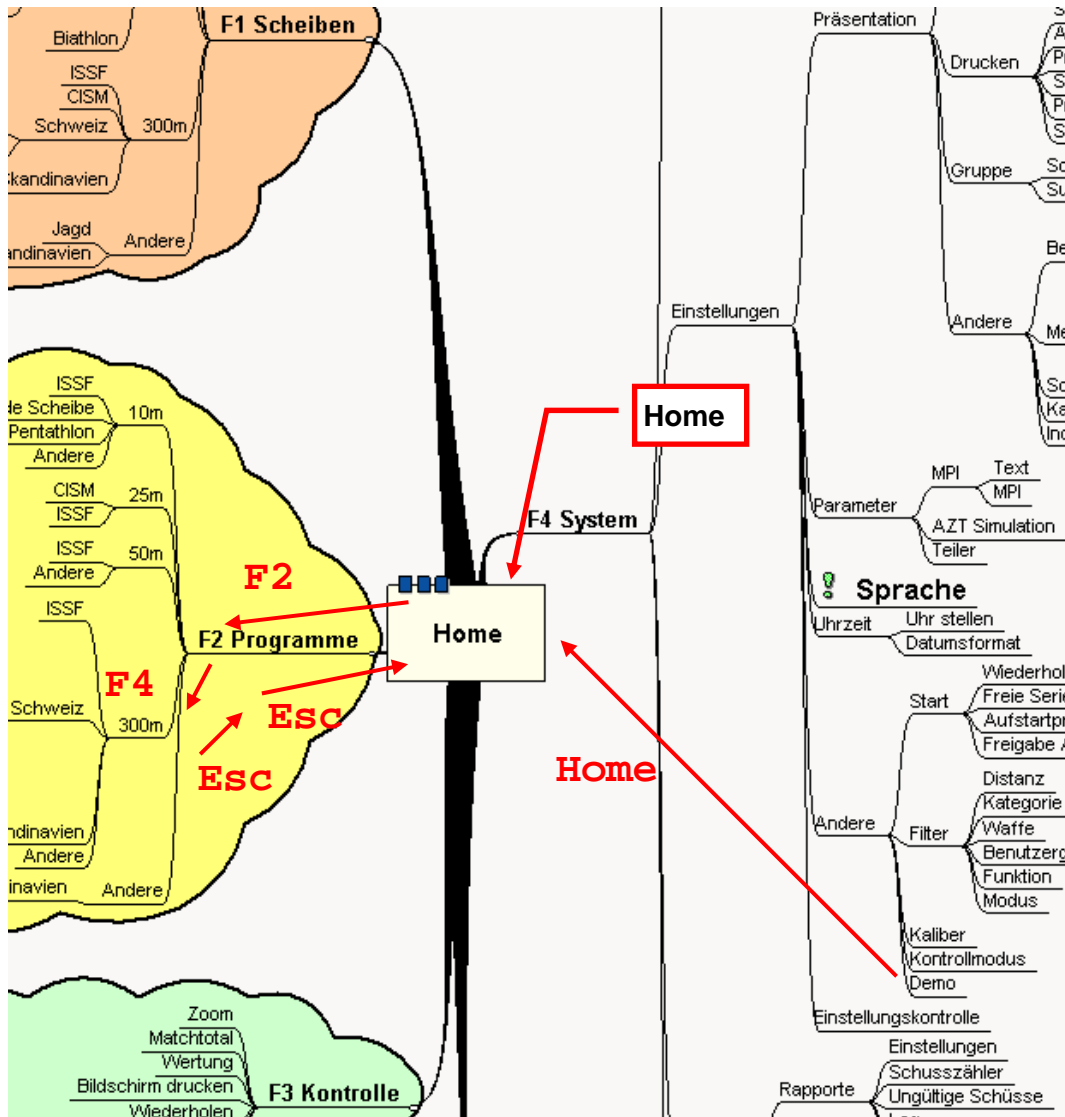 F1 Scheiben
Biathlon
ISSF
CISM
Schweiz
300m
Skandinavien
Jagd
Andere
ISSF
10m
Scheibe
Pentathlon
Andere
CISM
25m
ISSF
ISSF
50m
Andere
ISSF
F2
F2 Programme
F4
Schweiz
300m
Esc
Esc
Andere
Andere
Zoom
Matchtotal
Wertung
Bildschirm drucken
F3 Kontrolle
Wiederholen
Home
Home
Home
F4 System
Einstellungen
Präsentation
Drucken
Gruppe
Andere
Parameter
MPI
Text
MPI
AZT Simulation
Teiler
Sprache
Uhrzeit
Uhr stellen
Datumsformat
Andere
Start
Freie
Filter
Distanz
Kategorie
Waffe
Funktion
Modus
Kaliber
Kontrollmodus
Demo
Einstellungskontrolle
Rapporte
Einstellungen
Schusszähler
Ungültige Schüsse